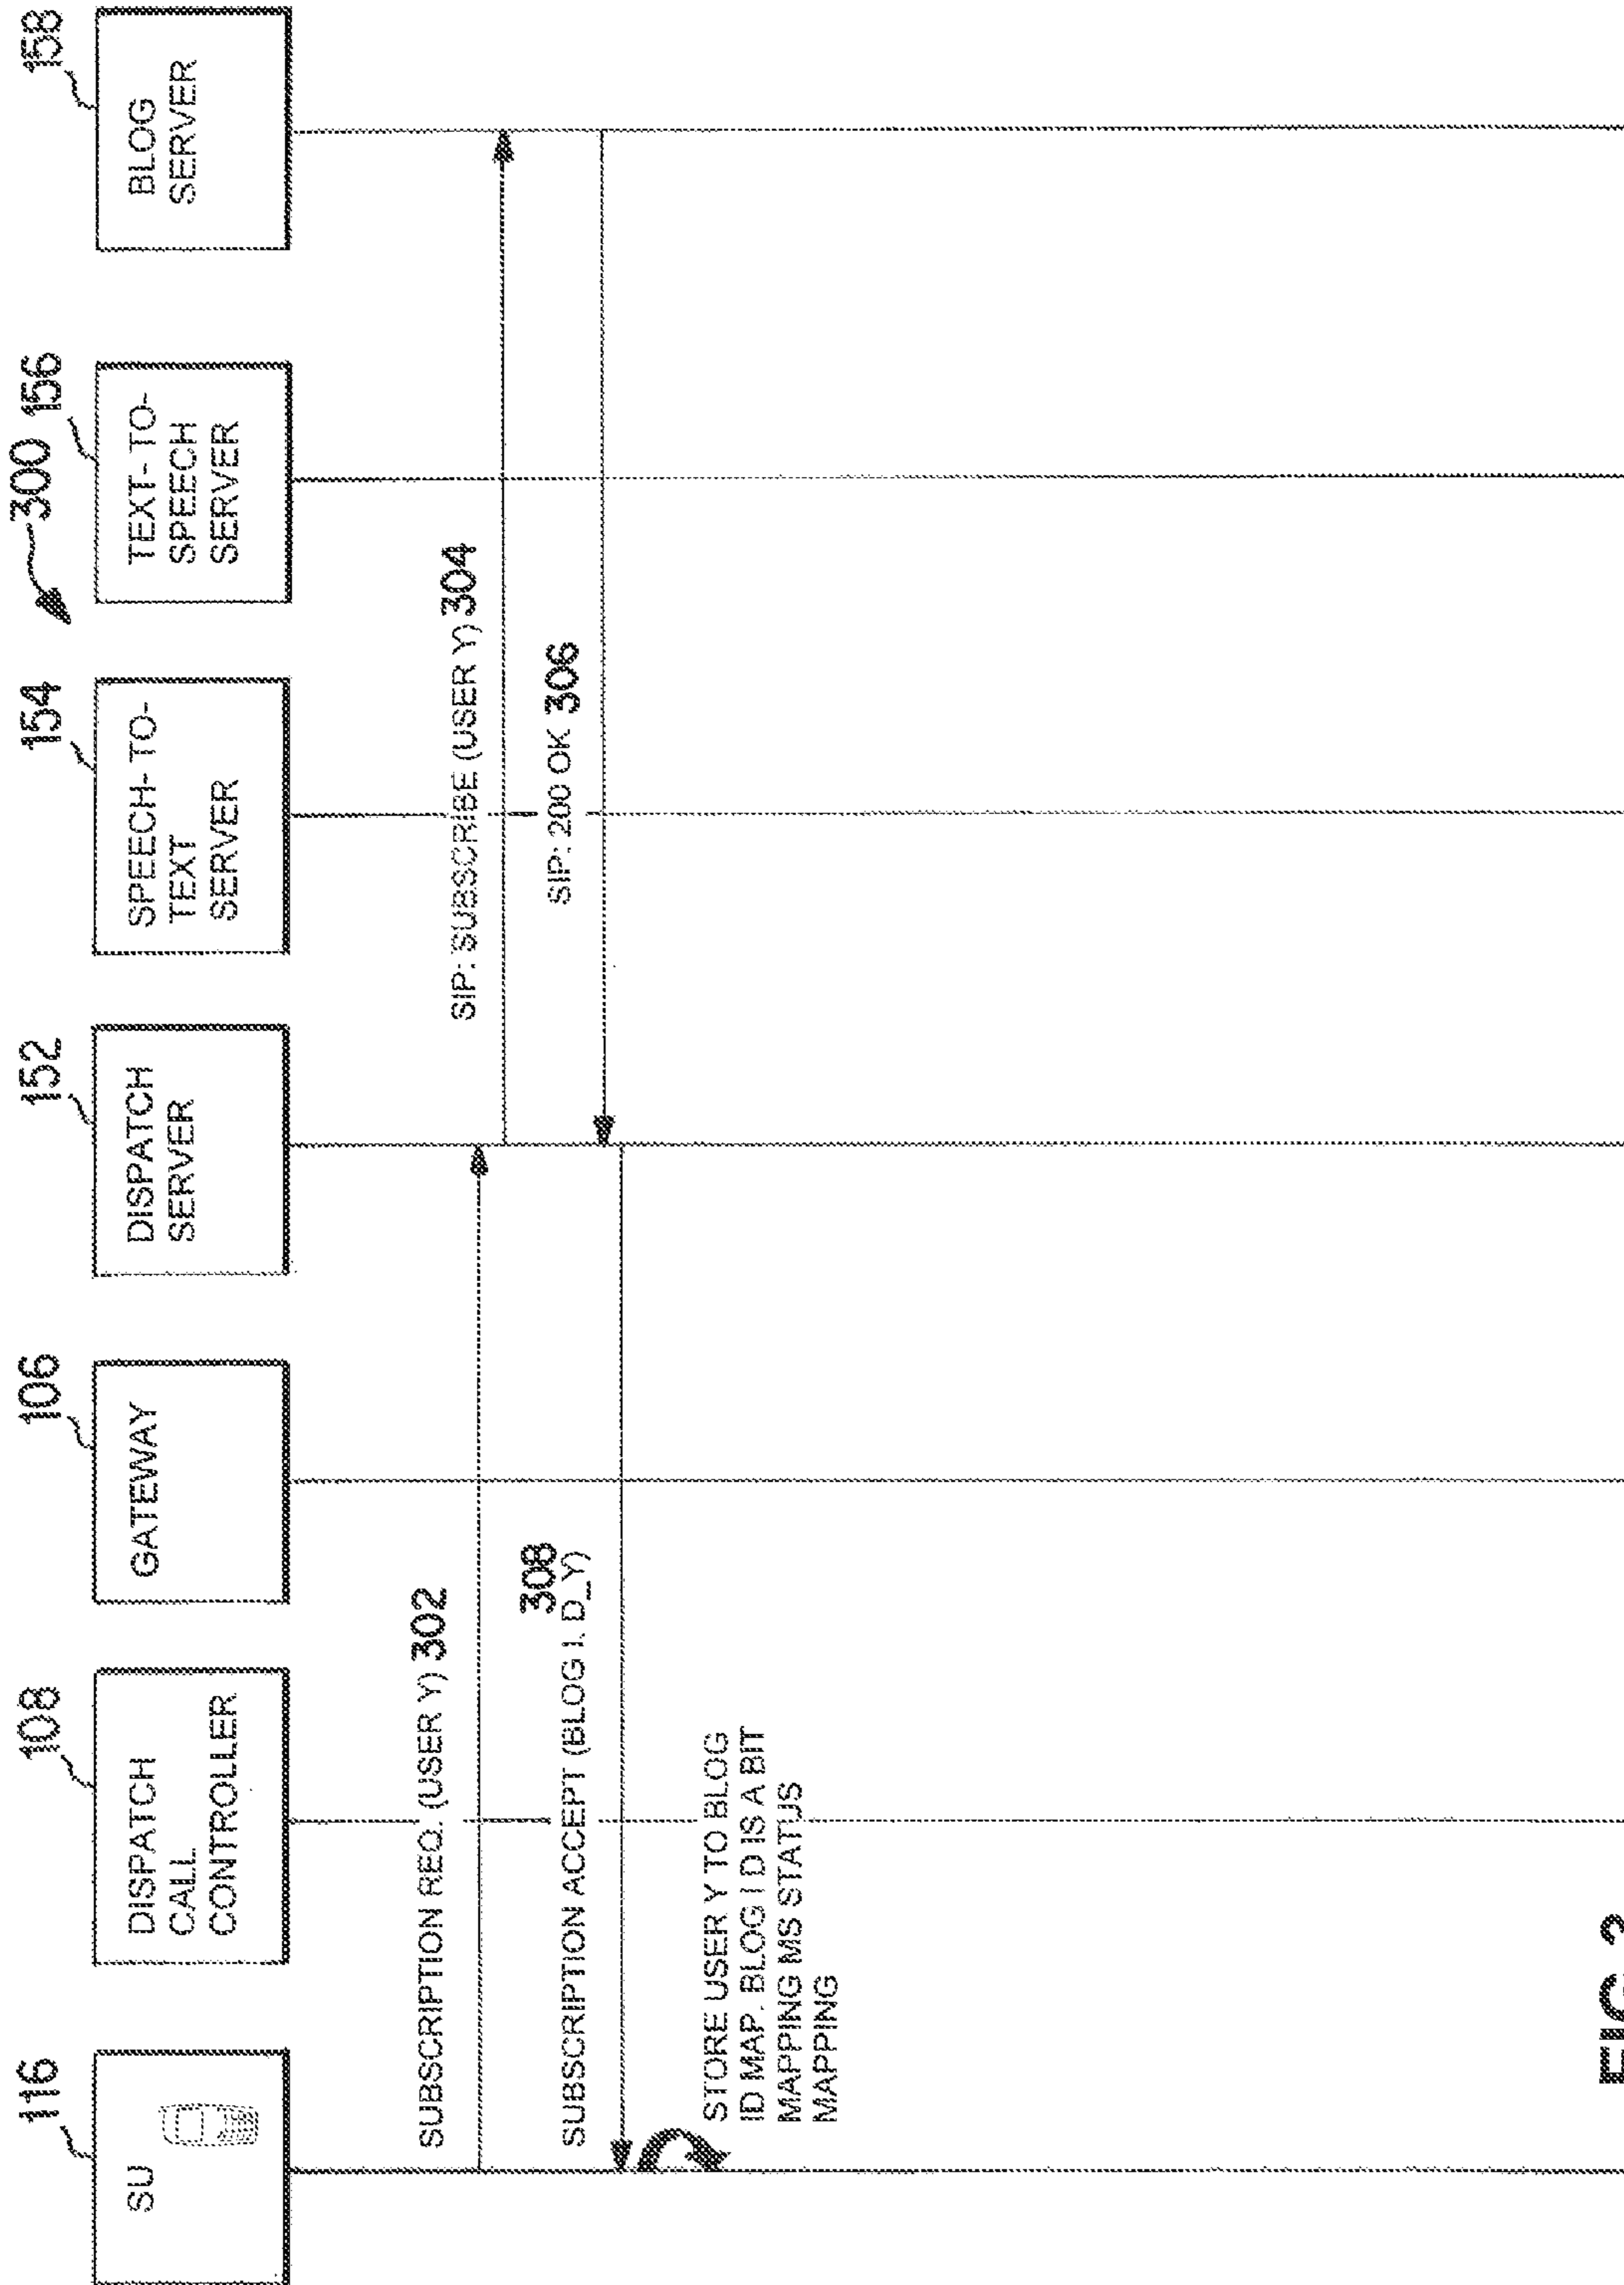 300
116
SU
108
DISPATCH
CALL
CONTROLLER
106
GATEWAY
152
DISPATCH
SERVER
154
SPEECH- TO-
TEXT
SERVER
156
TEXT- TO-
SPEECH
SERVER
158
BLOG
SERVER
SUBSCRIPTION REQ. (USER Y) 302
SIP: SUBSCRIBE (USER Y) 304
SIP: 200 OK 306
308
SUBSCRIPTION ACCEPT (BLOG I. D_Y)
STORE USER Y TO BLOG
ID MAP. BLOG I D IS A BIT
MAPPING MS STATUS
MAPPING
FIG.